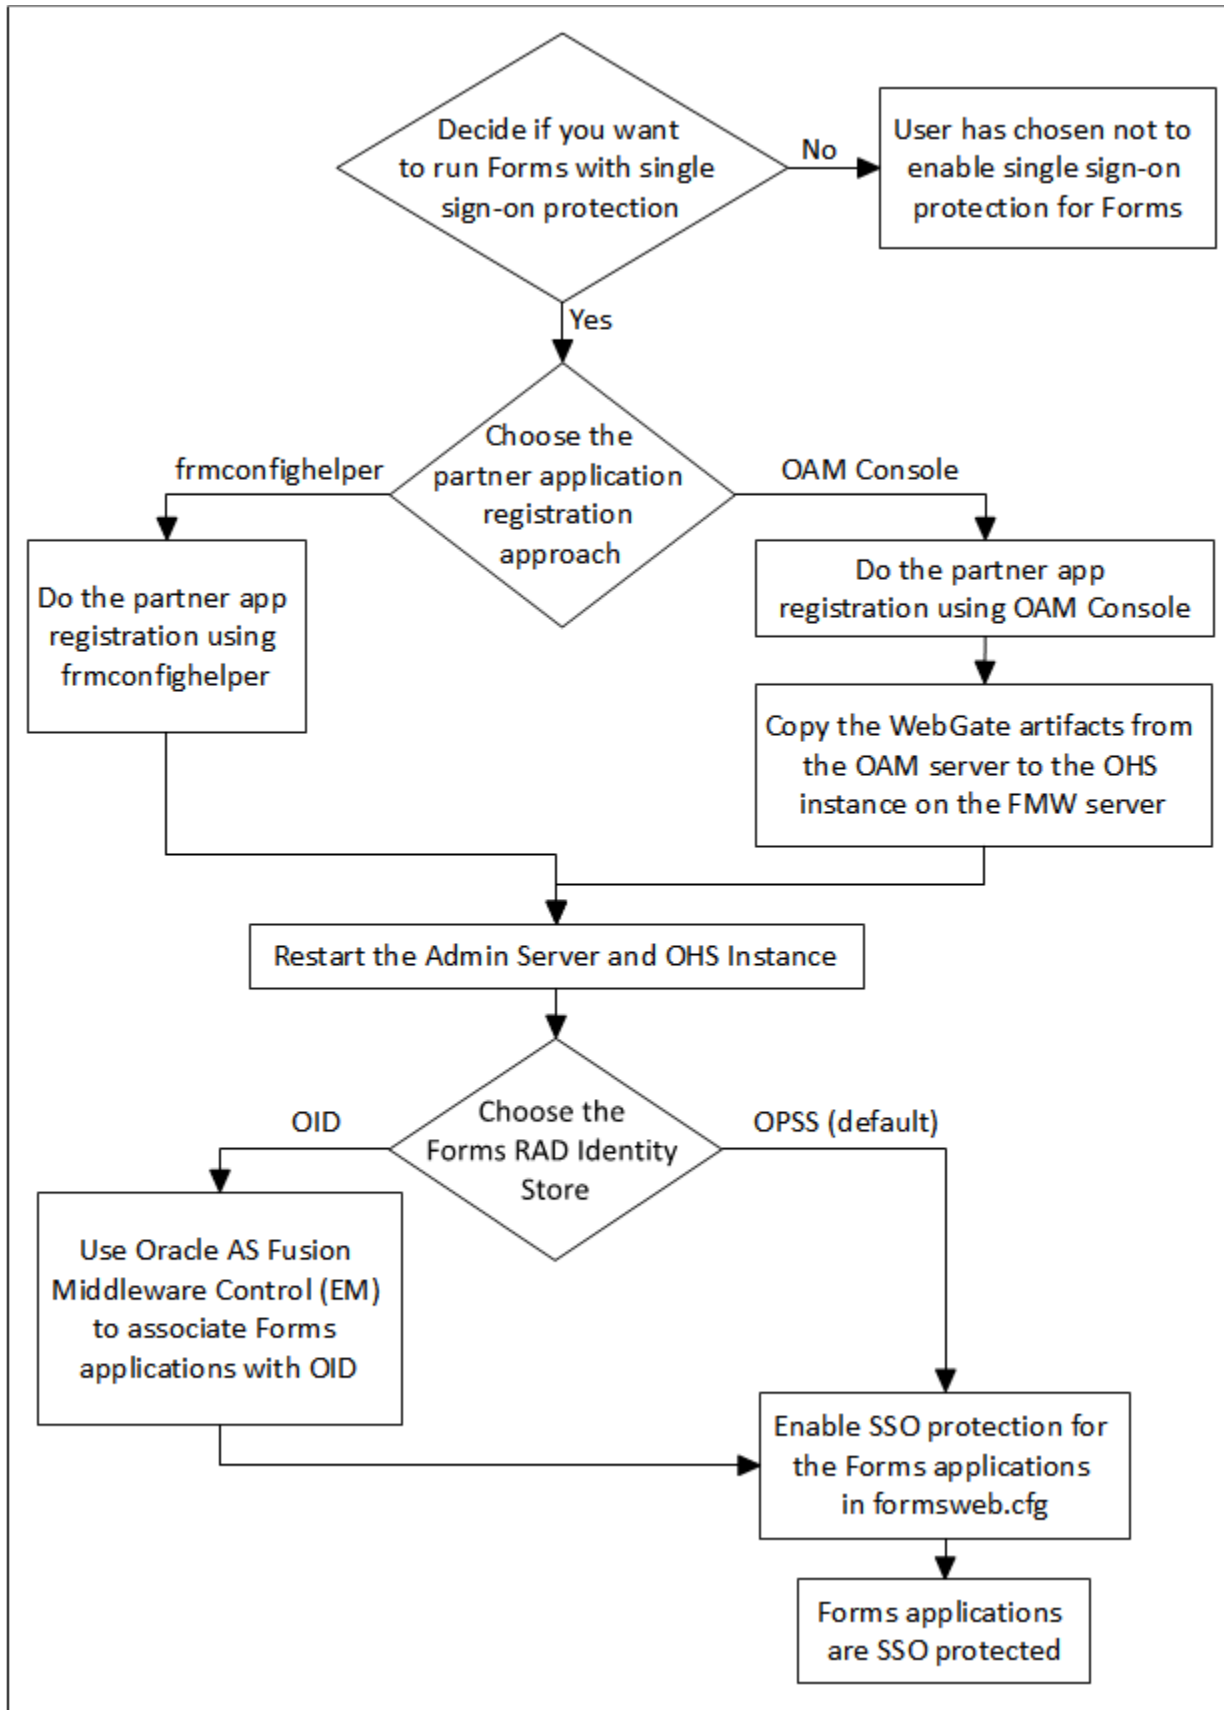 Decide if you want
to run Forms with single
sign-on protection
No
User has chosen not to
enable single sign-on
protection for Forms
Yes
Choose the
partner application
registration
approach
frmconfighelper
OAM Console
Do the partner app
registration using
frmconfighelper
Do the partner app
registration using OAM Console
Copy the WebGate artifacts from
the OAM server to the OHS
instance on the FMW server
Restart the Admin Server and OHS Instance
Choose the
Forms RAD Identity
Store
OID
OPSS (default)
Use Oracle AS Fusion
Middleware Control (EM)
to associate Forms
applications with OID
Enable SSO protection for
the Forms applications
in formsweb.cfg
Forms applications
are SSO protected